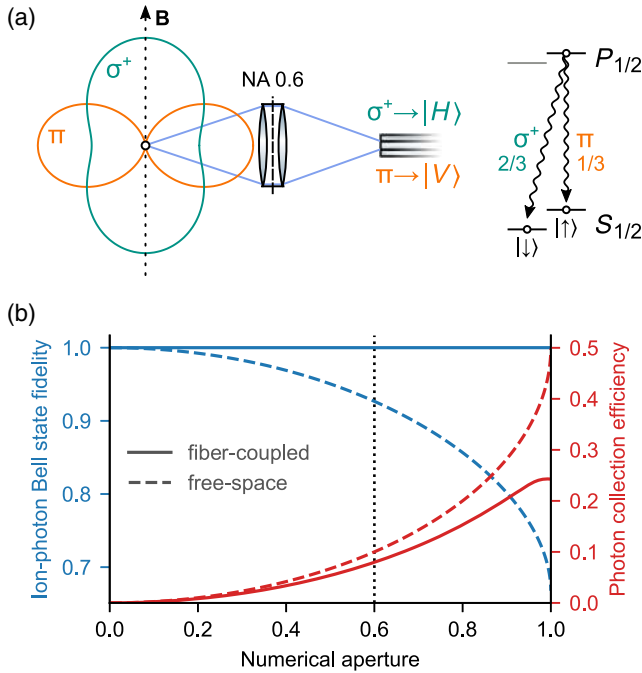 (a)
B
σ+
π
NA 0.6
σ+→|H⟩
π→|V⟩
P1/2
σ+
2/3
π
1/3
|↓⟩
|↑⟩
S1/2
(b)
Ion-photon Bell state fidelity
1.0
0.9
0.8
0.7
fiber-coupled
free-space
0.5
0.4
0.3
0.2
0.1
0.0
Photon collection efficiency
0.0 0.2 0.4 0.6 0.8 1.0
Numerical aperture